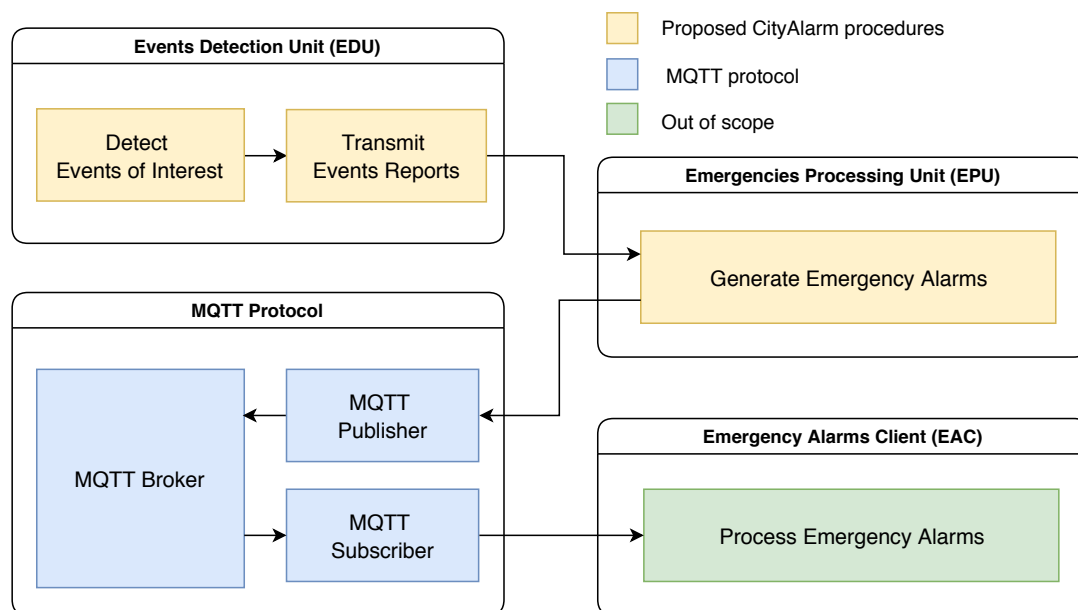 Events Detection Unit (EDU)
Detect
Events of Interest
Transmit
Events Reports
Proposed CityAlarm procedures
MQTT protocol
Out of scope
Emergencies Processing Unit (EPU)
Generate Emergency Alarms
MQTT Protocol
MQTT Broker
MQTT
Publisher
MQTT
Subscriber
Emergency Alarms Client (EAC)
Process Emergency Alarms